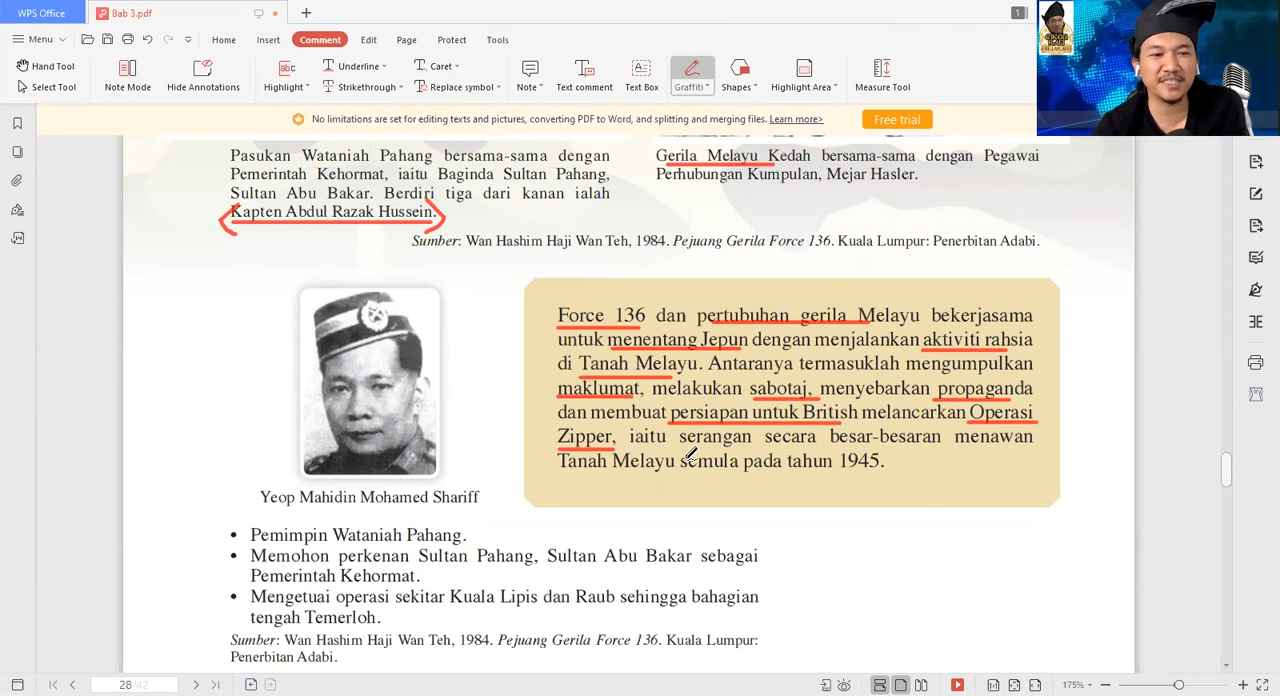 WPS Office
Bab 3.pdf
1
Menu
Home
Insert
Comment
Edit
Page
Protect
Tools
Hand Tool
Select Tool
Note Mode
Hide Annotations
Highlight
Underline
Strikethrough
Caret
Replace symbol
Note
Text comment
Text Box
Graffiti
Shapes
Highlight Area
Measure Tool
No limitations are set for editing texts and pictures, converting PDF to Word, and splitting and merging files. Learn more>
Free trial
Pasukan Wataniah Pahang bersama-sama dengan
Pemerintah Kehormat, iaitu Baginda Sultan Pahang,
Sultan Abu Bakar. Berdiri tiga dari kanan ialah
Kapten Abdul Razak Hussein.
Gerila Melayu Kedah bersama-sama dengan Pegawai
Perhubungan Kumpulan, Mejar Hasler.
Sumber: Wan Hashim Haji Wan Teh, 1984. Pejuang Gerila Force 136. Kuala Lumpur: Penerbitan Adabi.
Force 136 dan pertubuhan gerila Melayu bekerjasama
untuk menentang Jepun dengan menjalankan aktiviti rahsia
di Tanah Melayu. Antaranya termasuklah mengumpulkan
maklumat, melakukan sabotaj, menyebarkan propaganda
dan membuat persiapan untuk British melancarkan Operasi
Zipper, iaitu serangan secara besar-besaran menawan
Tanah Melayu semula pada tahun 1945.
Yeop Mahidin Mohamed Shariff
• Pemimpin Wataniah Pahang.
• Memohon perkenan Sultan Pahang, Sultan Abu Bakar sebagai
Pemerintah Kehormat.
• Mengetuai operasi sekitar Kuala Lipis dan Raub sehingga bahagian
tengah Temerloh.
Sumber: Wan Hashim Haji Wan Teh, 1984. Pejuang Gerila Force 136. Kuala Lumpur:
Penerbitan Adabi.
28/42
175%